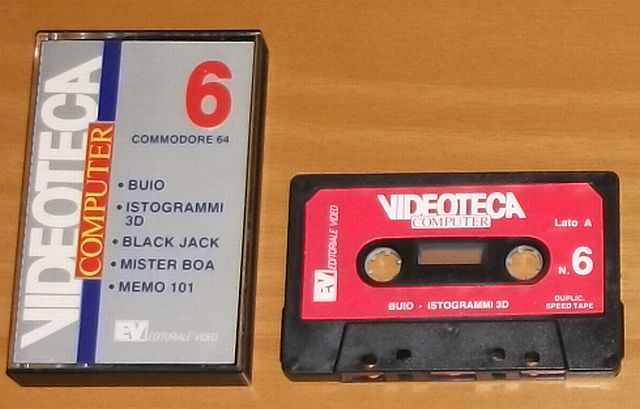 VIDEOTECA
COMPUTER
6
COMMODORE 64
• BUIO
• ISTOGRAMMI
3D
• BLACK JACK
• MISTER BOA
• MEMO 101
EV EDITORIALE VIDEO
VIDEOTECA
COMPUTER
EV EDITORIALE VIDEO
Lato A
N. 6
BUIO • ISTOGRAMMI 3D
DUPLIC.
SPEED TAPE